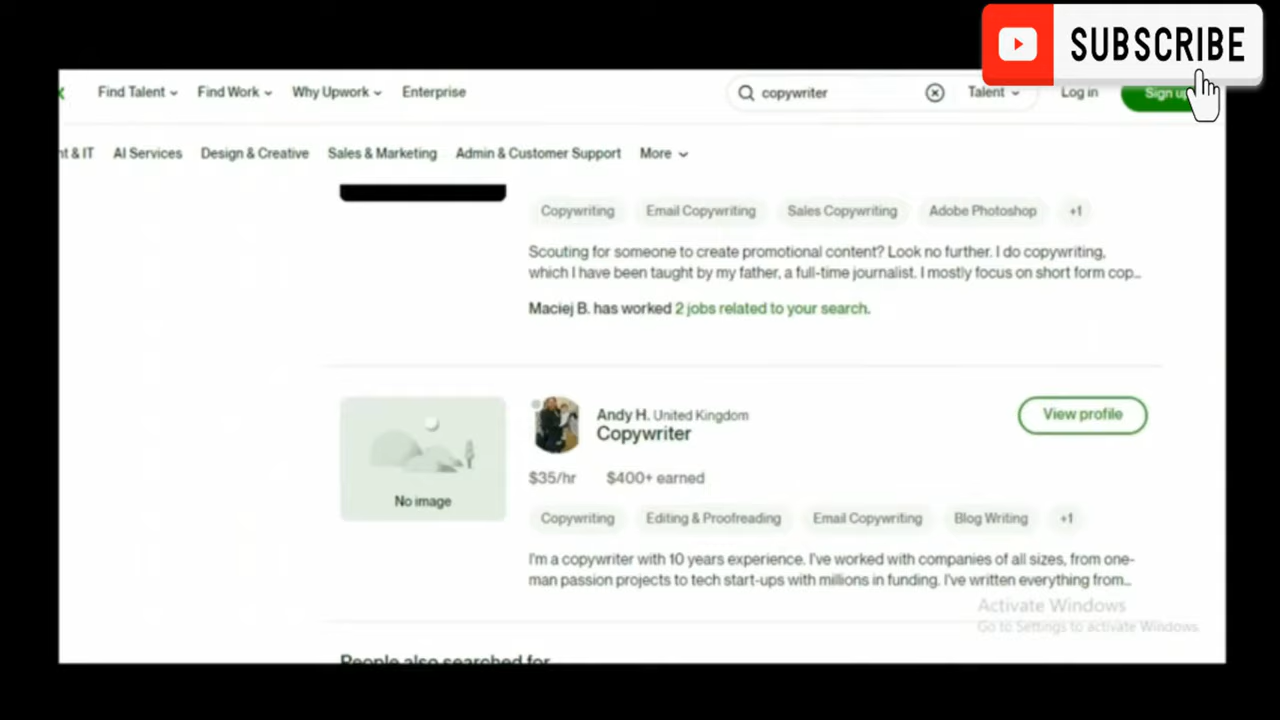 SUBSCRIBE
Find Talent Find Work Why Upwork Enterprise copywriter Talent Log in Sign up
AI Services Design & Creative Sales & Marketing Admin & Customer Support More
Copywriting Email Copywriting Sales Copywriting Adobe Photoshop +1
Scouting for someone to create promotional content? Look no further. I do copywriting,
which I have been taught by my father, a full-time journalist. I mostly focus on short form cop...
Maciej B. has worked 2 jobs related to your search.
Andy H. United Kingdom
View profile
Copywriter
$35/hr $400+ earned
No image
Copywriting Editing & Proofreading Email Copywriting Blog Writing +1
I'm a copywriter with 10 years experience. I've worked with companies of all sizes, from one-
man passion projects to tech start-ups with millions in funding. I've written everything from...
Activate Windows
Go to Settings to activate Windows.
People also searched for